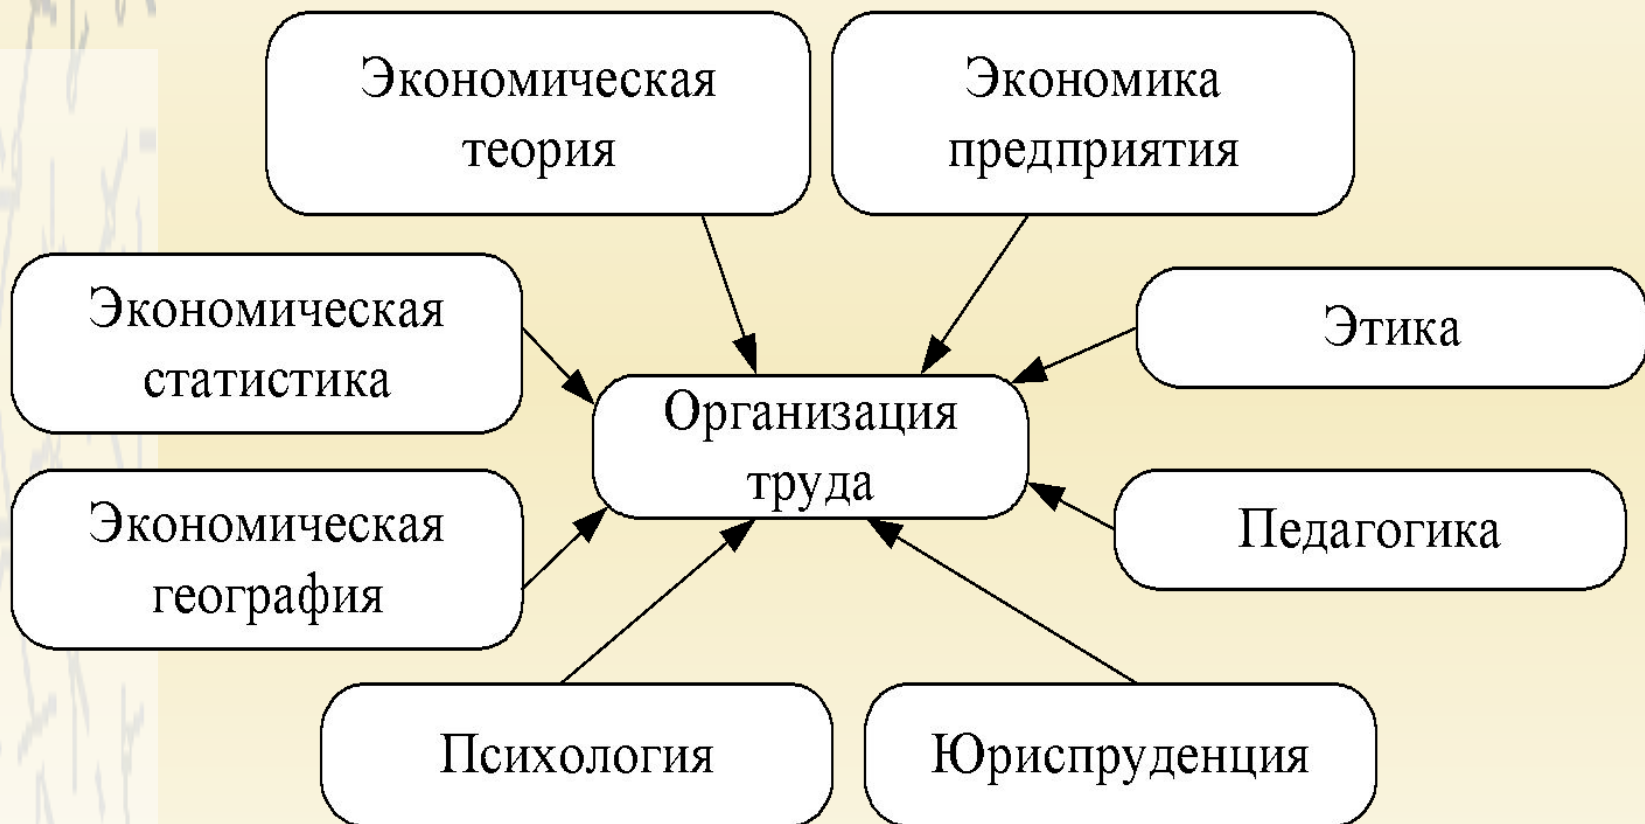 Экономическая
теория
Экономика
предприятия
Экономическая
статистика
Этика
Организация
труда
Экономическая
география
Педагогика
Психология
Юриспруденция